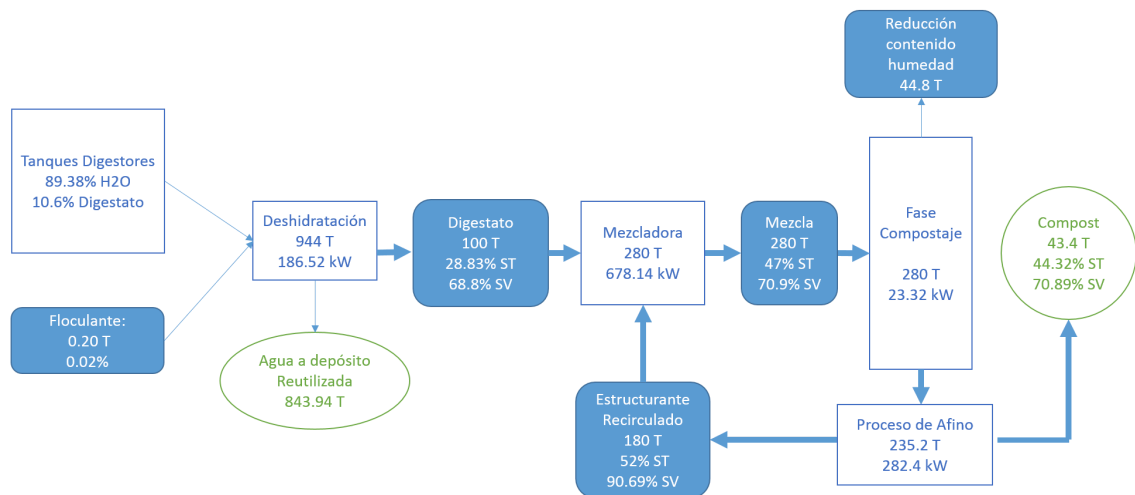 Reducción
contenido
humedad
44.8 T
Tanques Digestores
89.38% H2O
10.6% Digestato
Deshidratación
944 T
186.52 kW
Digestato
100 T
28.83% ST
68.8% SV
Mezcladora
280 T
678.14 kW
Mezcla
280 T
47% ST
70.9% SV
Fase
Compostaje
280 T
23.32 kW
Compost
43.4 T
44.32% ST
70.89% SV
Floculante:
0.20 T
0.02%
Agua a depósito
Reutilizada
843.94 T
Estructurante
Recirculado
180 T
52% ST
90.69% SV
Proceso de Afino
235.2 T
282.4 kW